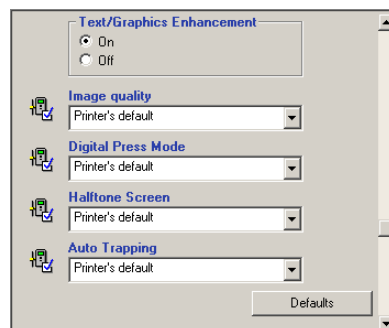 Text/Graphics Enhancement
On
Off
Image quality
Printer's default
Digital Press Mode
Printer's default
Halftone Screen
Printer's default
Auto Trapping
Printer's default
Defaults